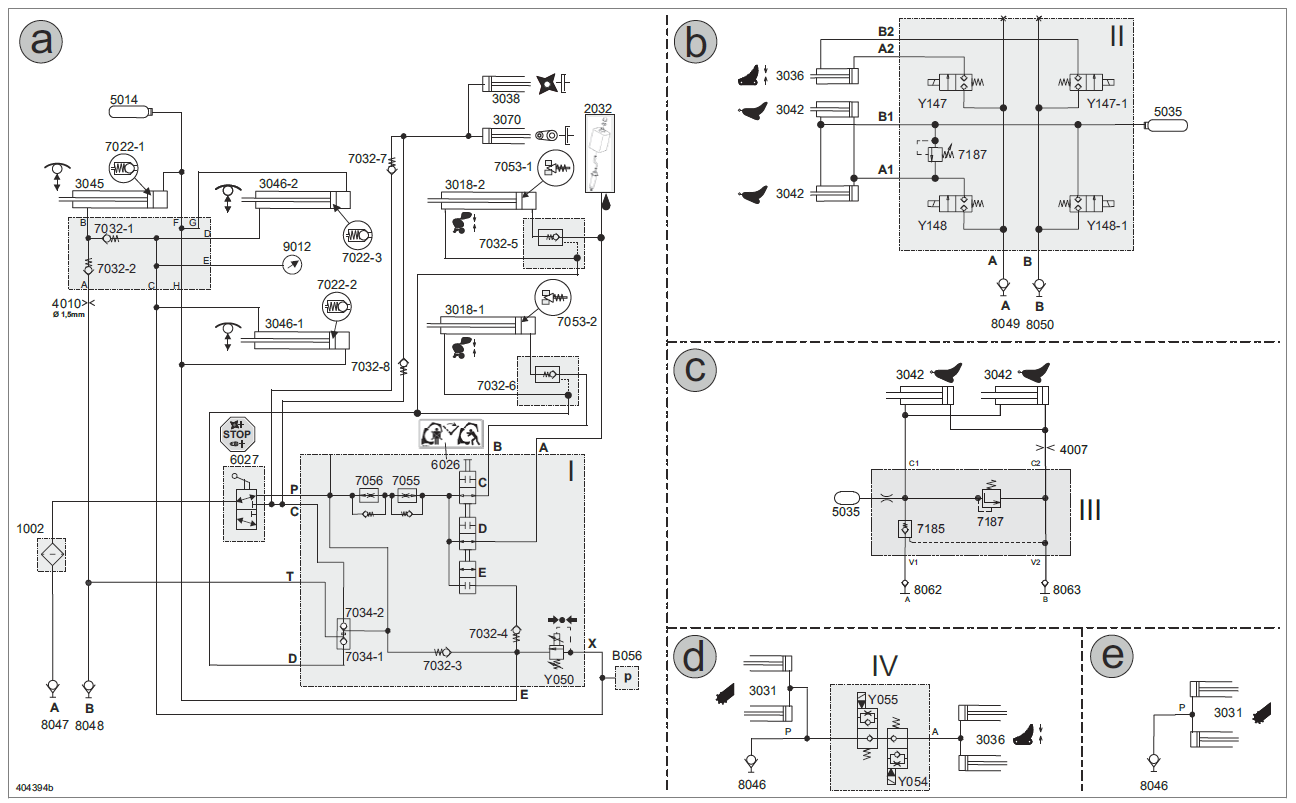 a
5014
7022-1
3045
3046-2
B
F
G
7032-1
D
9012
7032-2
E
7022-3
A
C
H
4010
Ø 1,5mm
7022-2
3046-1
3038
3070
2032
7032-7
7053-1
3018-2
7032-5
3018-1
7053-2
7032-8
7032-6
STOP
6027
6026
B
A
I
P
C
7056
7055
C
D
E
1002
T
7034-2
7034-1
D
7032-4
7032-3
X
Y050
B056
p
E
A
8047
B
8048
404394b
b
B2
A2
II
3036
Y147
Y147-1
3042
B1
5035
7187
A1
3042
Y148
Y148-1
A
B
A
B
8049
8050
c
3042
3042
4007
C1
C2
5035
7187
III
7185
V1
V2
8062
A
8063
B
d
IV
3031
Y055
P
A
3036
8046
Y054
e
P
3031
8046